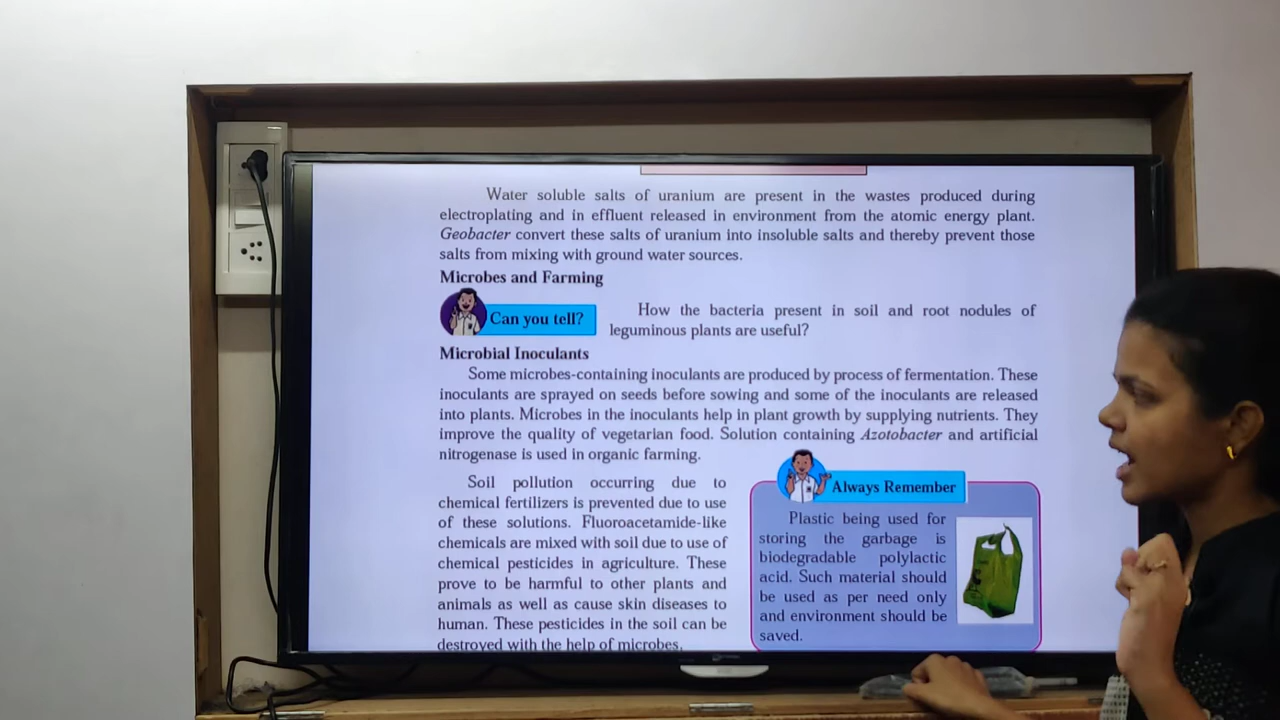 Water soluble salts of uranium are present in the wastes produced during
electroplating and in effluent released in environment from the atomic energy plant.
Geobacter convert these salts of uranium into insoluble salts and thereby prevent those
salts from mixing with ground water sources.
Microbes and Farming
Can you tell?
How the bacteria present in soil and root nodules of
leguminous plants are useful?
Microbial Inoculants
Some microbes-containing inoculants are produced by process of fermentation. These
inoculants are sprayed on seeds before sowing and some of the inoculants are released
into plants. Microbes in the inoculants help in plant growth by supplying nutrients. They
improve the quality of vegetarian food. Solution containing Azotobacter and artificial
nitrogenase is used in organic farming.
Soil pollution occurring due to
chemical fertilizers is prevented due to use
of these solutions. Fluoroacetamide-like
chemicals are mixed with soil due to use of
chemical pesticides in agriculture. These
prove to be harmful to other plants and
animals as well as cause skin diseases to
human. These pesticides in the soil can be
destroyed with the help of microbes.
Always Remember
Plastic being used for
storing the garbage is
biodegradable polylactic
acid. Such material should
be used as per need only
and environment should be
saved.